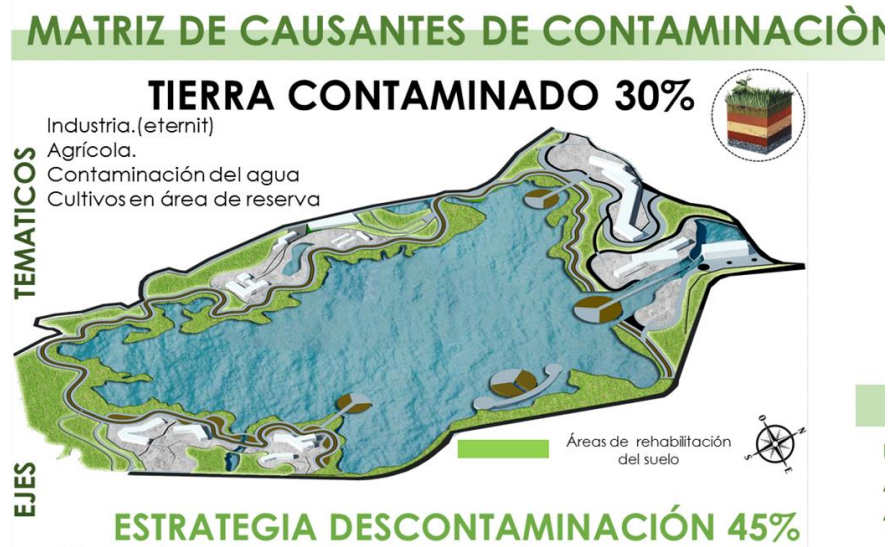 MATRIZ DE CAUSANTES DE CONTAMINACIÒN
TIERRA CONTAMINADO 30%
Industria.(eternit)
Agrícola.
Contaminación del agua
Cultivos en área de reserva
EJES TEMATICOS
Áreas de rehabilitación
del suelo
O
N
S
E
ESTRATEGIA DESCONTAMINACIÓN 45%